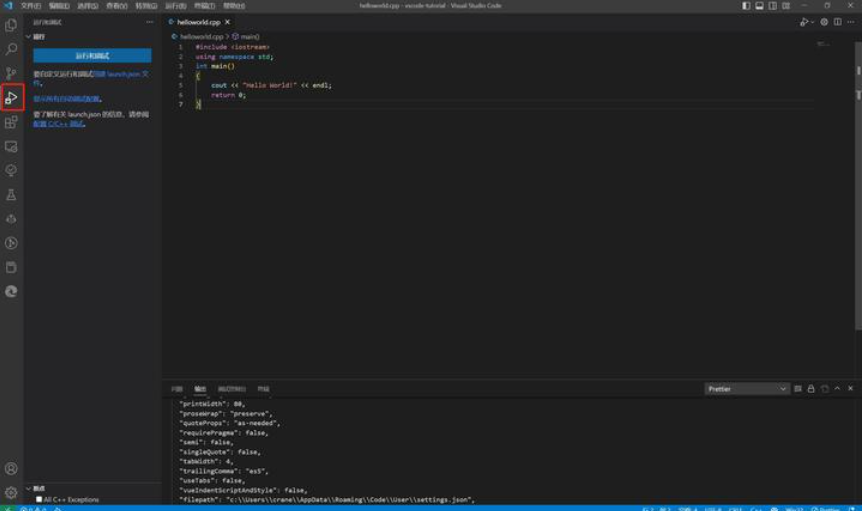 文件(F) 编辑(E) 选择(S) 查看(V) 转到(G) 运行(R) 终端(T) 帮助(H)
helloworld.cpp - vscode-tutorial - Visual Studio Code
运行和调试
运行
运行和调试
要自定义运行和调试创建 launch.json 文
件。
显示所有自动调试配置。
要了解有关 launch.json 的信息，请参阅
配置 C/C++ 调试。
断点
All C++ Exceptions
helloworld.cpp
helloworld.cpp > main()
1 #include <iostream>
2 using namespace std;
3 int main()
4 {
5 cout << "Hello World!" << endl;
6 return 0;
7 }
问题 输出 调试控制台 终端
Prettier
"printWidth": 80,
"proseWrap": "preserve",
"quoteProps": "as-needed",
"requirePragma": false,
"semi": false,
"singleQuote": false,
"tabWidth": 4,
"trailingComma": "es5",
"useTabs": false,
"vueIndentScriptAndStyle": false,
"filepath": "c:\\Users\\crane\\AppData\\Roaming\\Code\\User\\settings.json",